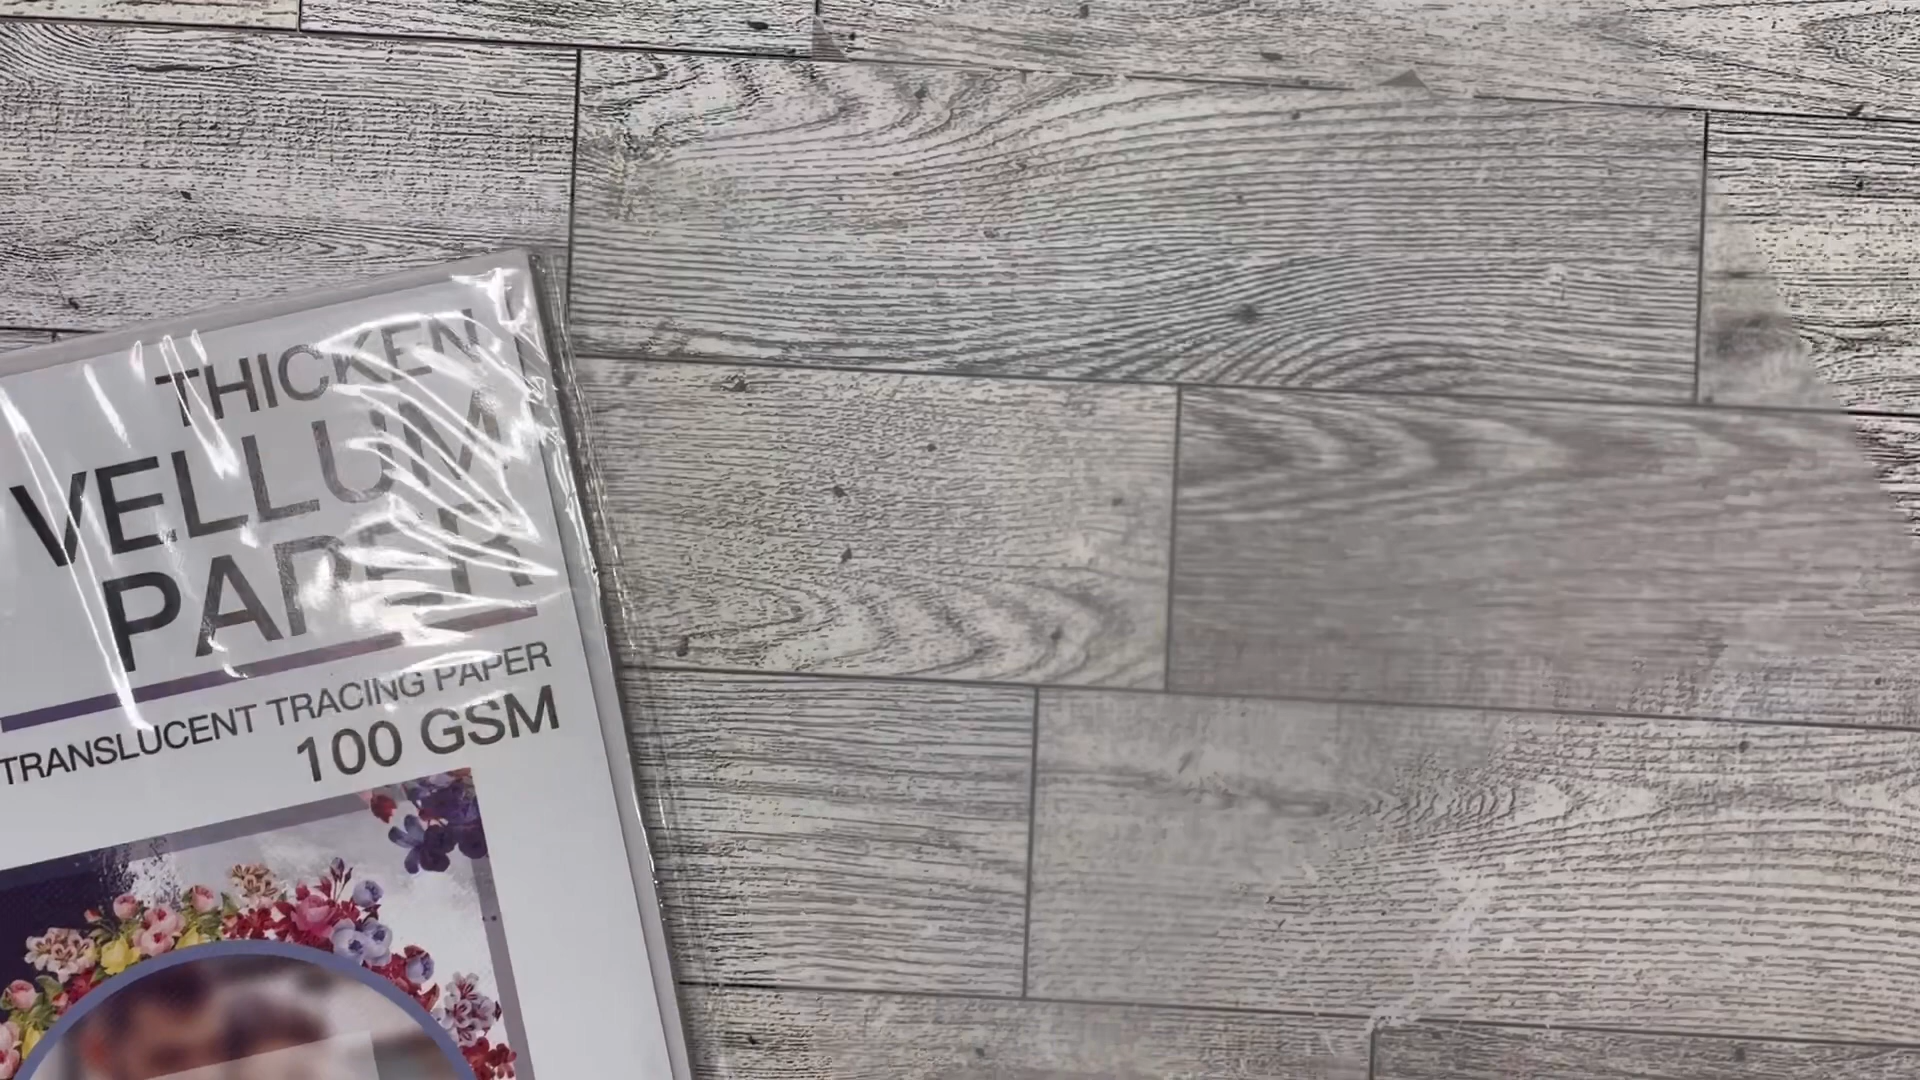 THICKEN
VELLUM
PAPER
TRANSLUCENT TRACING PAPER
100 GSM